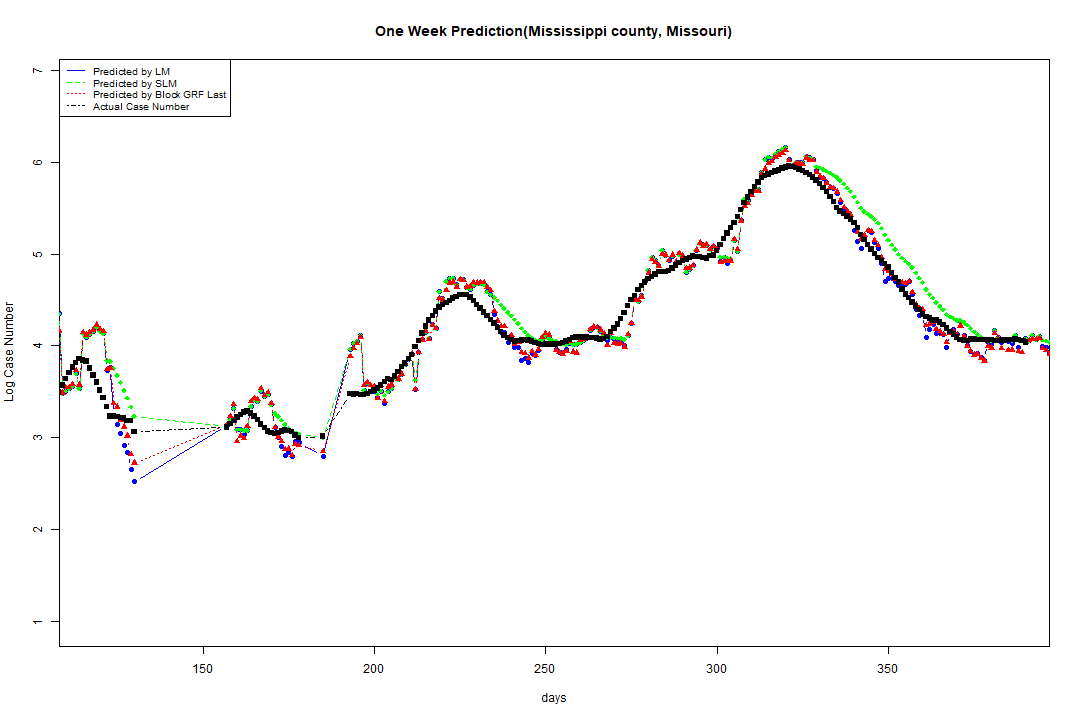 One Week Prediction(Mississippi county, Missouri)
Predicted by LM
Predicted by SLM
Predicted by Block GRF Last
Actual Case Number
Log Case Number
7
6
5
4
3
2
1
150 200 250 300 350
days